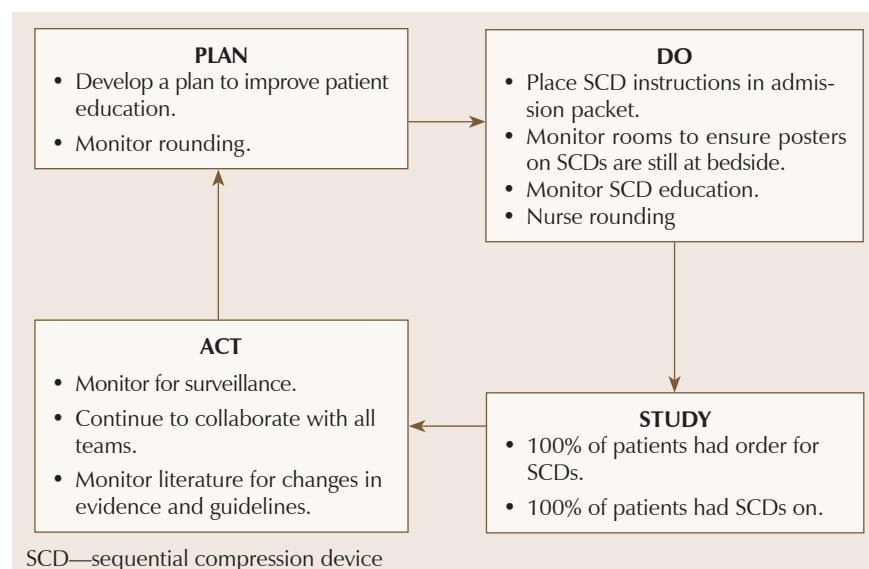 PLAN
• Develop a plan to improve patient
education.
• Monitor rounding.
DO
• Place SCD instructions in admis-
sion packet.
• Monitor rooms to ensure posters
on SCDs are still at bedside.
• Monitor SCD education.
• Nurse rounding
STUDY
• 100% of patients had order for
SCDs.
• 100% of patients had SCDs on.
ACT
• Monitor for surveillance.
• Continue to collaborate with all
teams.
• Monitor literature for changes in
evidence and guidelines.
SCD—sequential compression device